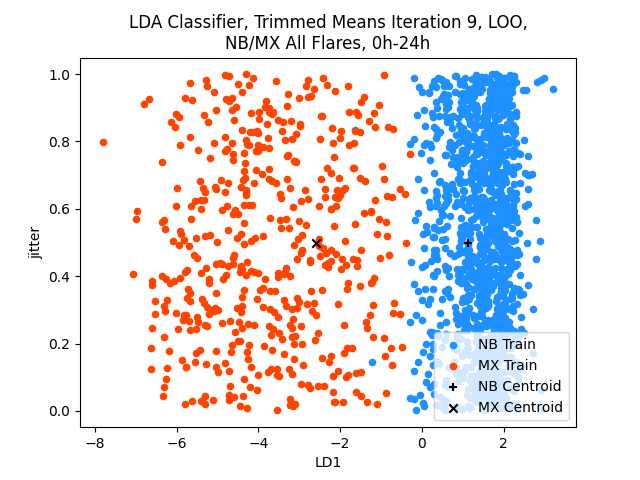 LDA Classifier, Trimmed Means Iteration 9, LOO,
NB/MX All Flares, 0h-24h
1.0
0.8
0.6
0.4
0.2
0.0
jitter
−8
−6
−4
−2
0
2
LD1
NB Train
MX Train
NB Centroid
MX Centroid